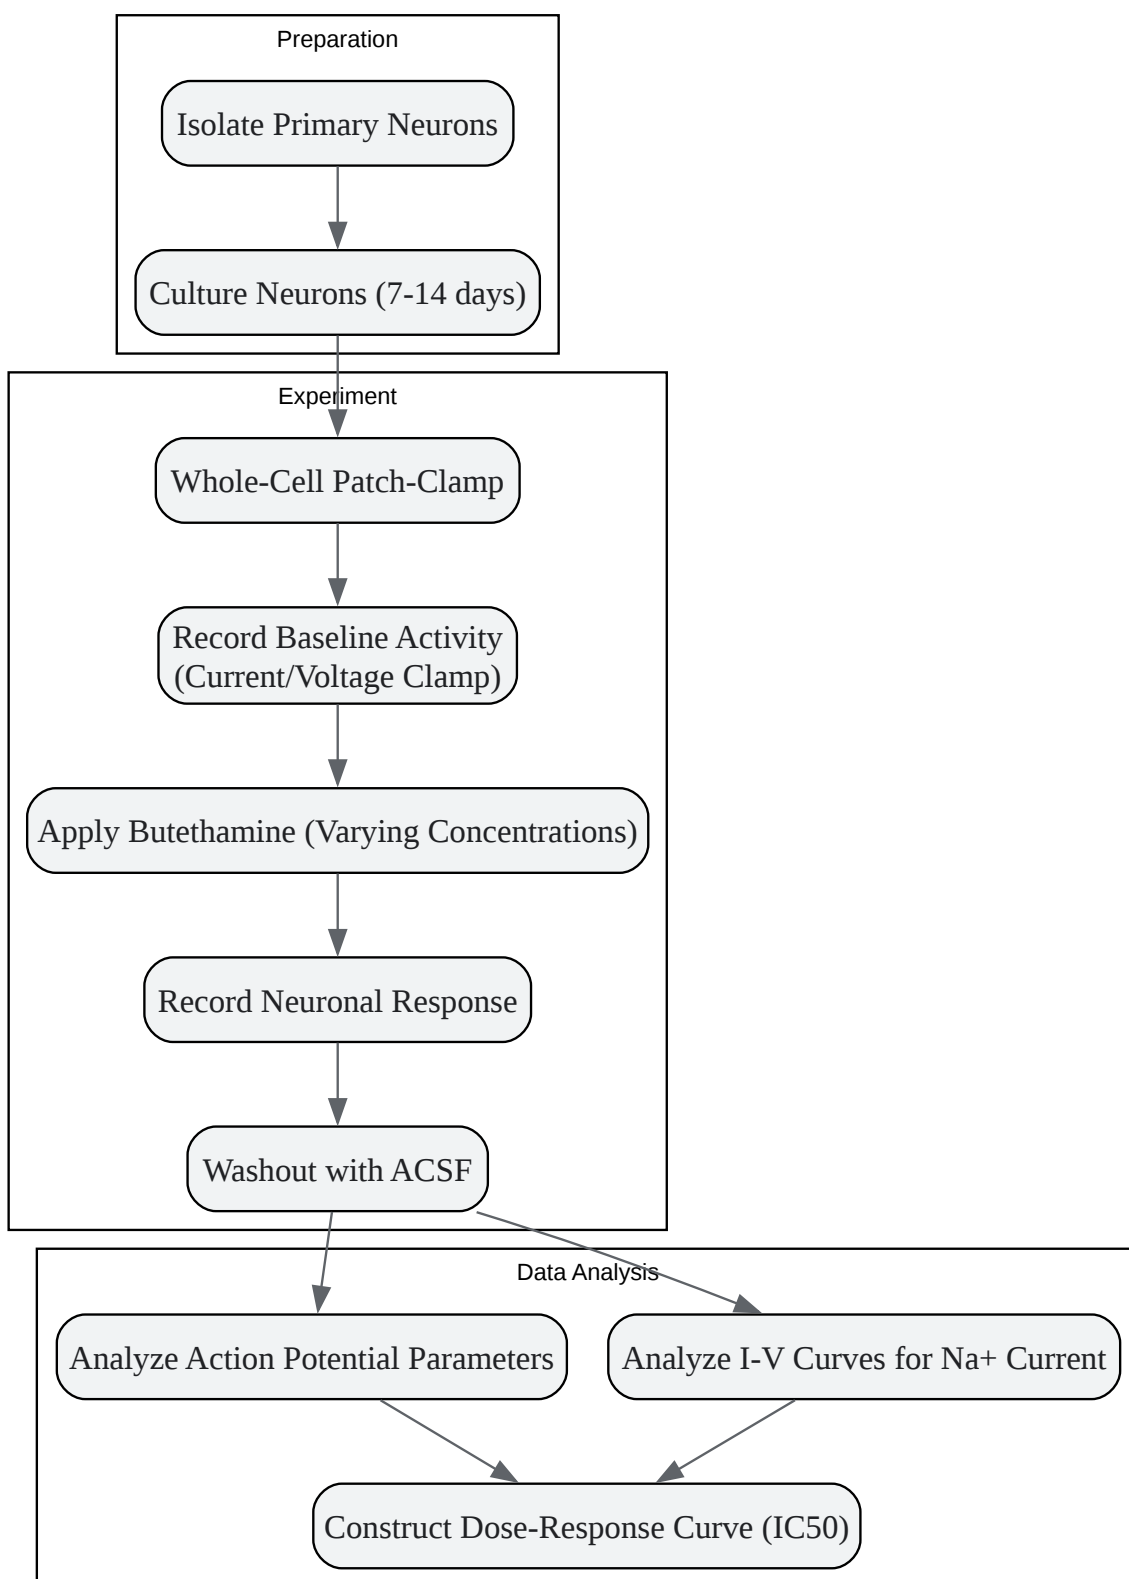 Preparation
Isolate Primary Neurons
Culture Neurons (7-14 days)
Experiment
Whole-Cell Patch-Clamp
Record Baseline Activity
(Current/Voltage Clamp)
Apply Butethamine (Varying Concentrations)
Record Neuronal Response
Washout with ACSF
Data Analysis
Analyze Action Potential Parameters
Analyze I-V Curves for Na+ Current
Construct Dose-Response Curve (IC50)